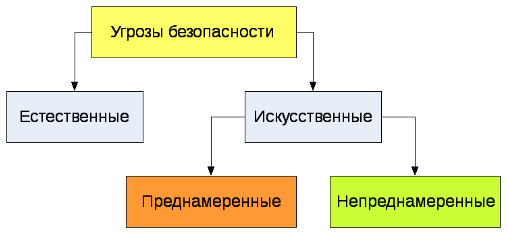 Угрозы безопасности
Естественные
Искусственные
Преднамеренные
Непреднамеренные